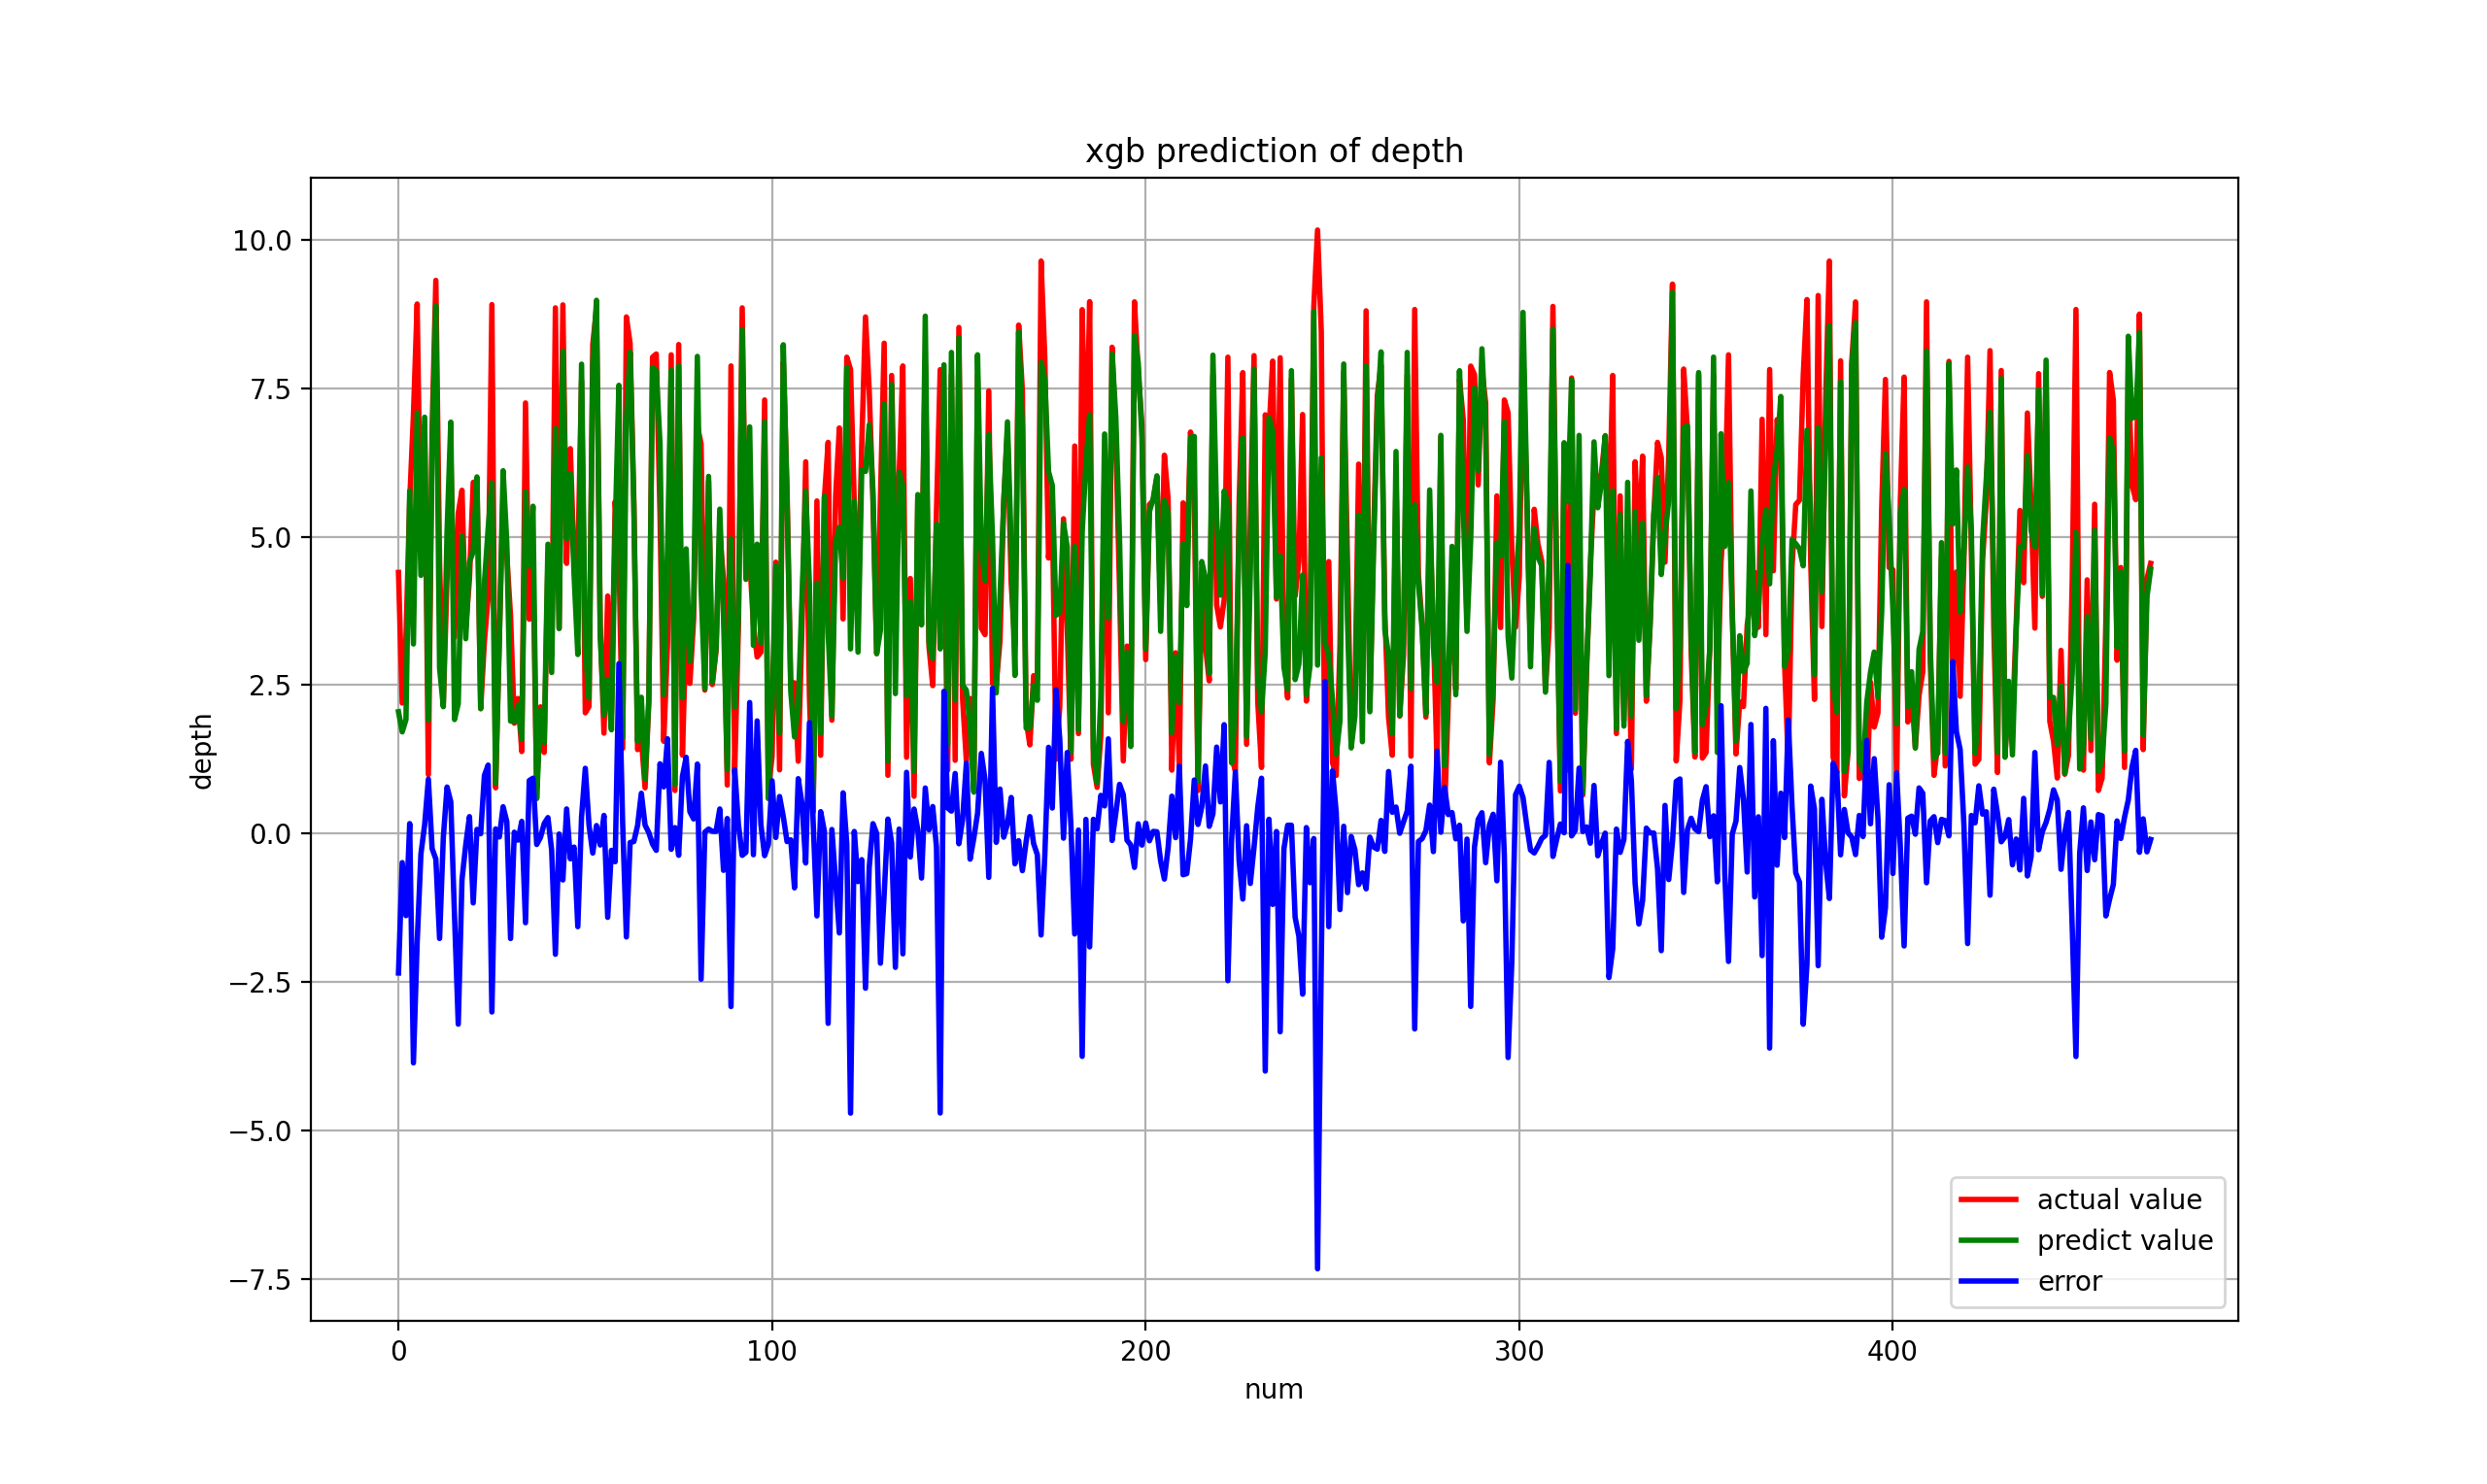 xgb prediction of depth
10.0
7.5
5.0
2.5
0.0
−2.5
−5.0
−7.5
depth
0 100 200 300 400
num
actual value
predict value
error